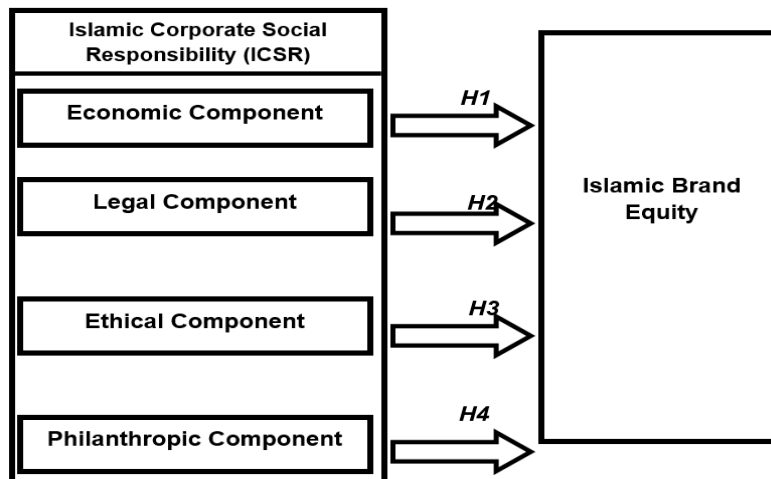 Islamic Corporate Social
Responsibility (ICSR)
Economic Component
Legal Component
Ethical Component
Philanthropic Component
H1
H2
H3
H4
Islamic Brand
Equity